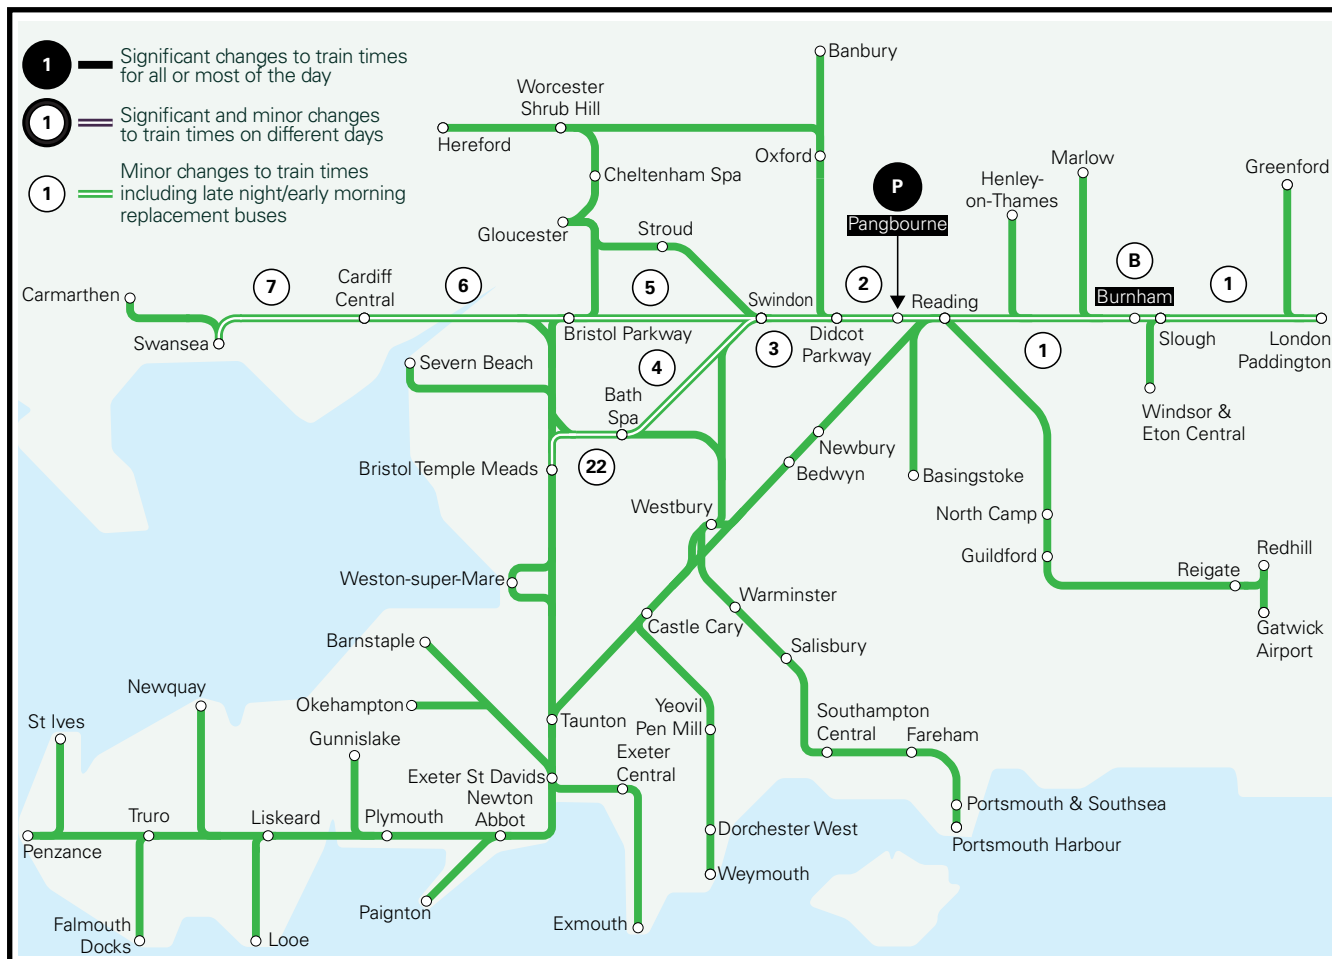 1
Significant changes to train times
for all or most of the day
1
Significant and minor changes
to train times on different days
1
Minor changes to train times
including late night/early morning
replacement buses
Banbury
Worcester
Shrub Hill
Hereford
Oxford
Cheltenham Spa
Gloucester
Stroud
P
Pangbourne
Henley-
on-Thames
Marlow
Greenford
Carmarthen
7
Cardiff
Central
6
5
Swindon
2
Reading
B
Burnham
1
Swansea
Bristol Parkway
3
Didcot
Parkway
1
Slough
London
Paddington
Severn Beach
4
Bath
Spa
Windsor &
Eton Central
Newbury
Bristol Temple Meads
22
Bedwyn
Basingstoke
Westbury
North Camp
Guildford
Redhill
Reigate
Weston-super-Mare
Warminster
Castle Cary
Gatwick
Airport
Barnstaple
Salisbury
Newquay
Okehampton
St Ives
Gunnislake
Taunton
Yeovil
Pen Mill
Southampton
Central
Fareham
Exeter St Davids
Exeter
Central
Newton
Abbot
Truro
Liskeard
Plymouth
Portsmouth & Southsea
Penzance
Dorchester West
Portsmouth Harbour
Weymouth
Paignton
Falmouth
Docks
Looe
Exmouth